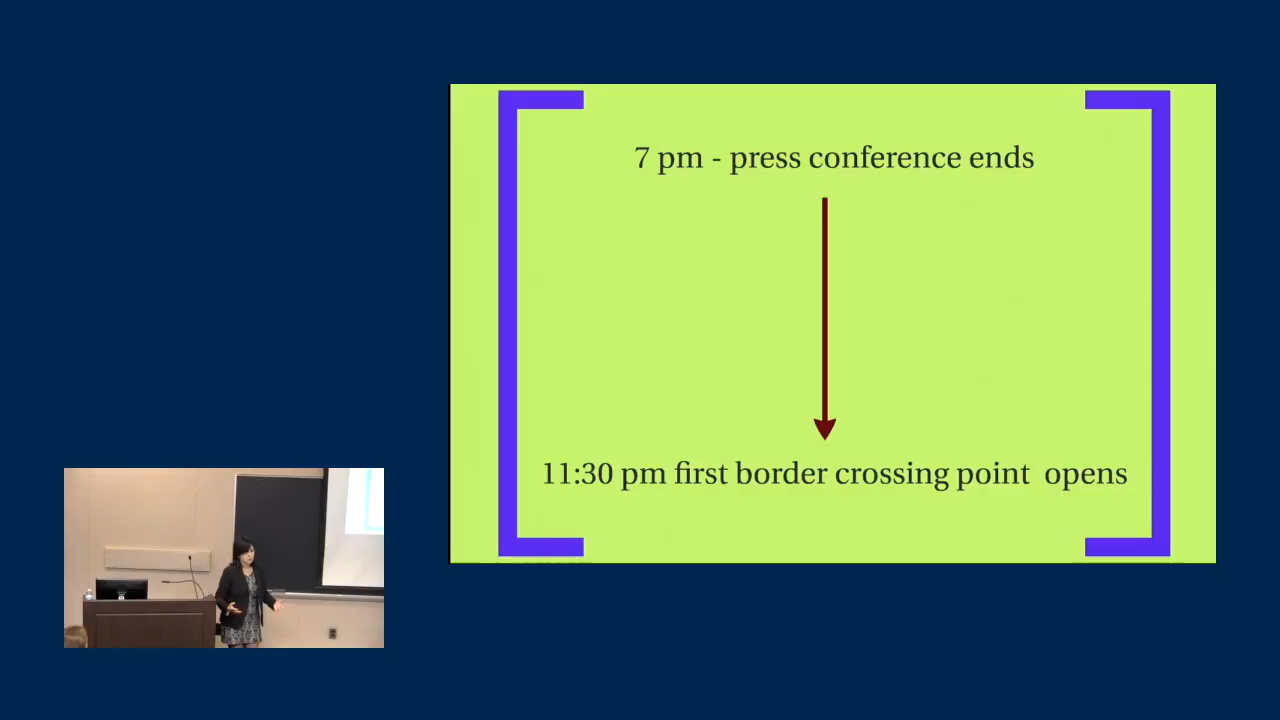 7 pm - press conference ends
11:30 pm first border crossing point opens